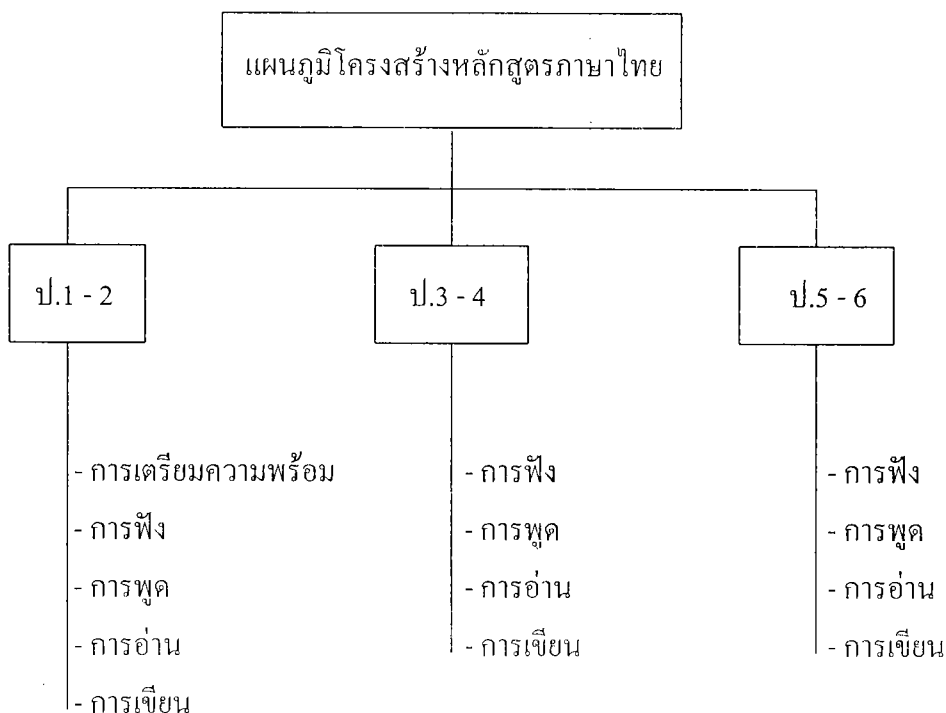 แผนภูมิโครงสร้างหลักสูตรภาษาไทย
ป.1 - 2
ป.3 - 4
ป.5 - 6
- การเตรียมความพร้อม
- การฟัง
- การพูด
- การอ่าน
- การเขียน
- การฟัง
- การพูด
- การอ่าน
- การเขียน
- การฟัง
- การพูด
- การอ่าน
- การเขียน